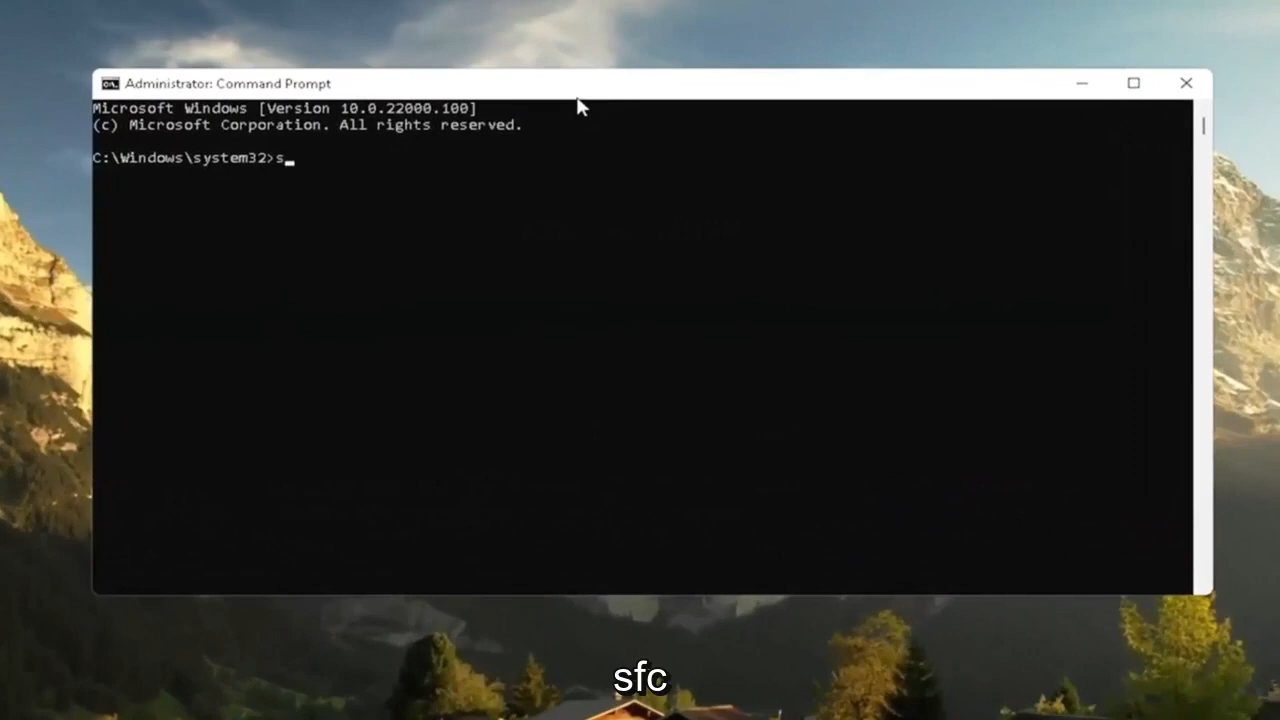 Administrator: Command Prompt
Microsoft Windows [Version 10.0.22000.100]
(c) Microsoft Corporation. All rights reserved.
C:\Windows\system32>s
sfc